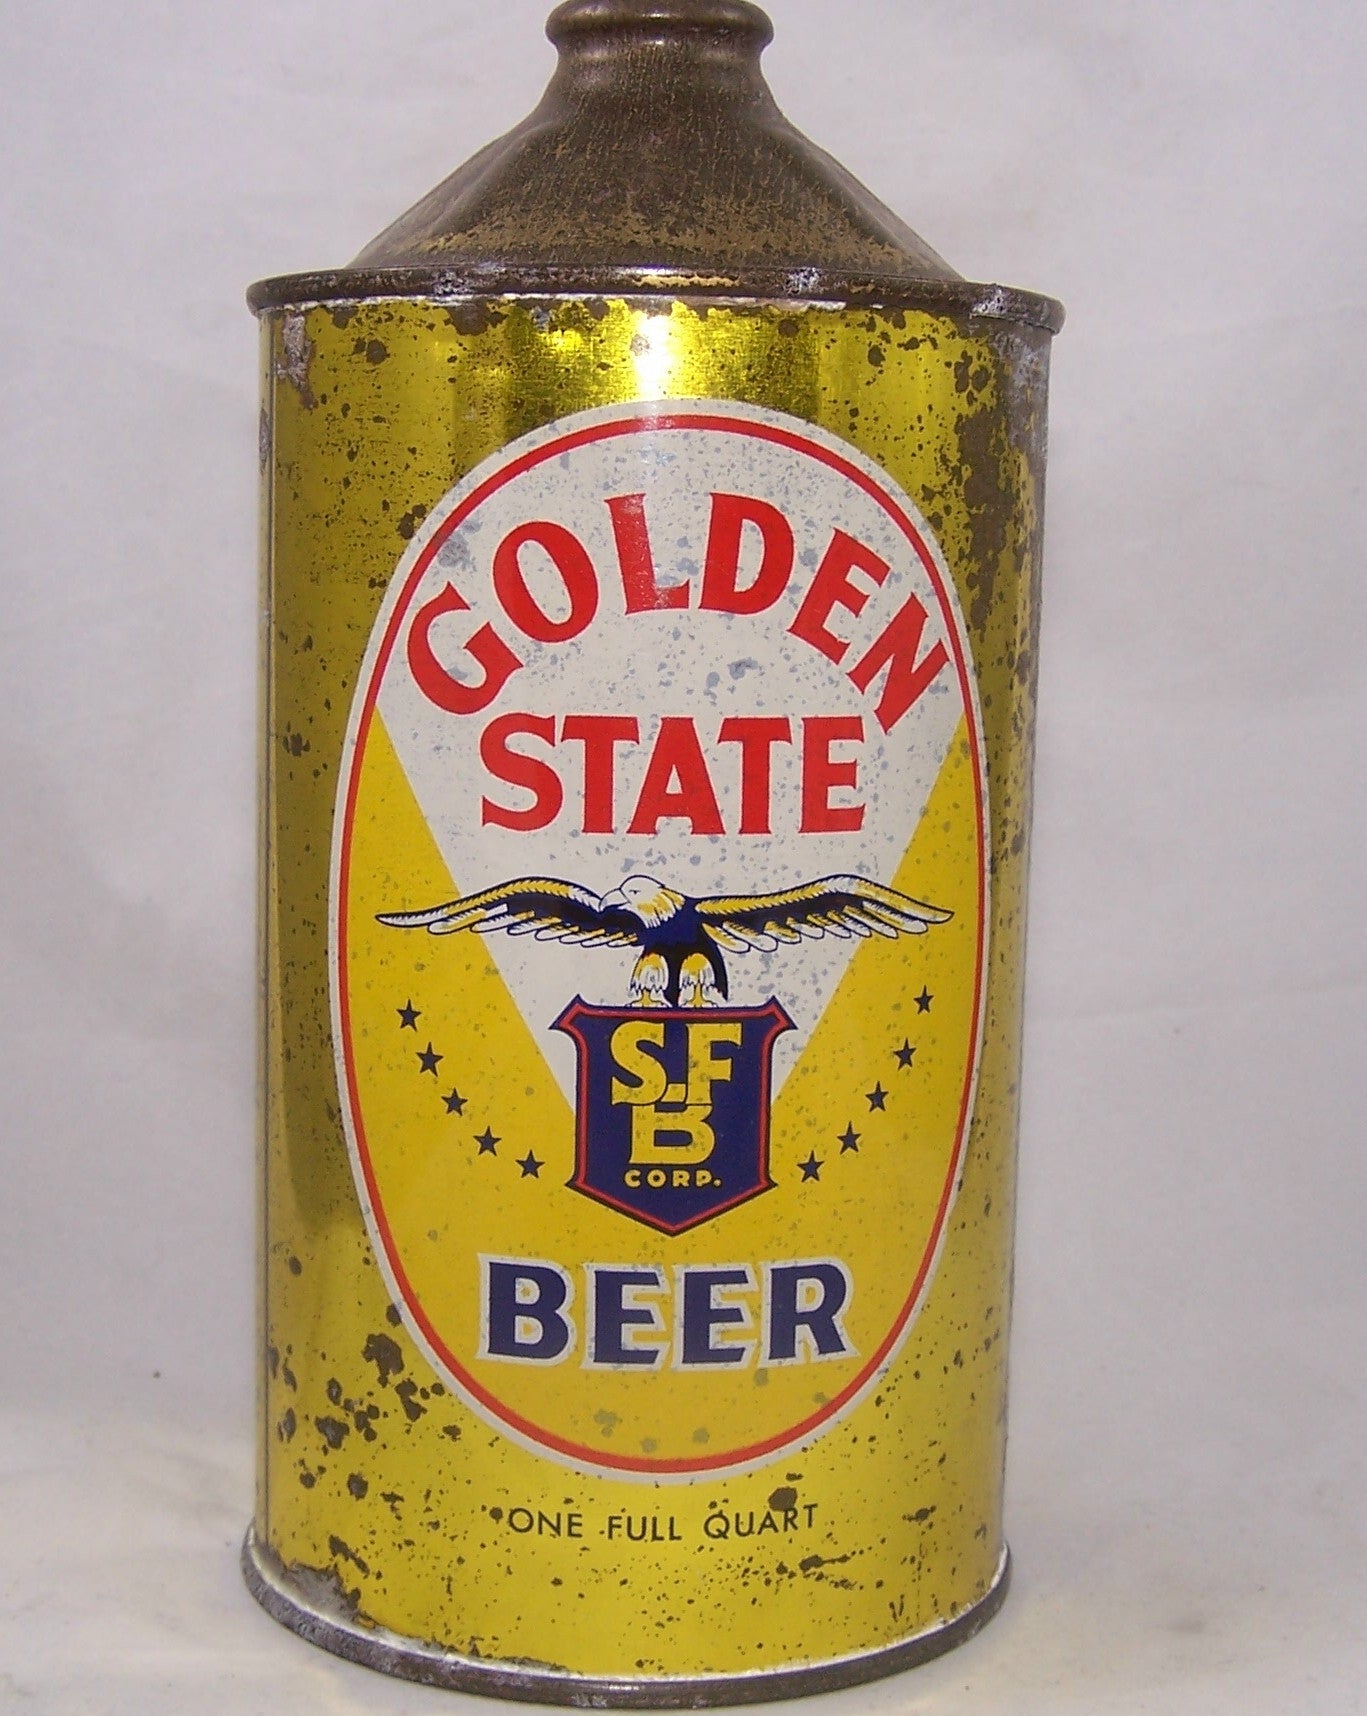 GOLDEN
STATE
S.F
B
CORP.
BEER
ONE FULL QUART